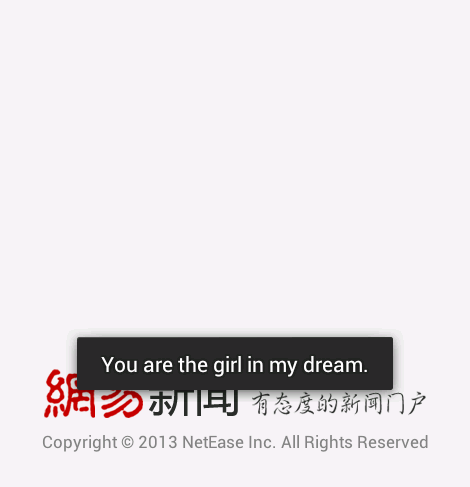 You are the girl in my dream.
網易新闻 有态度的新闻门户
Copyright © 2013 NetEase Inc. All Rights Reserved